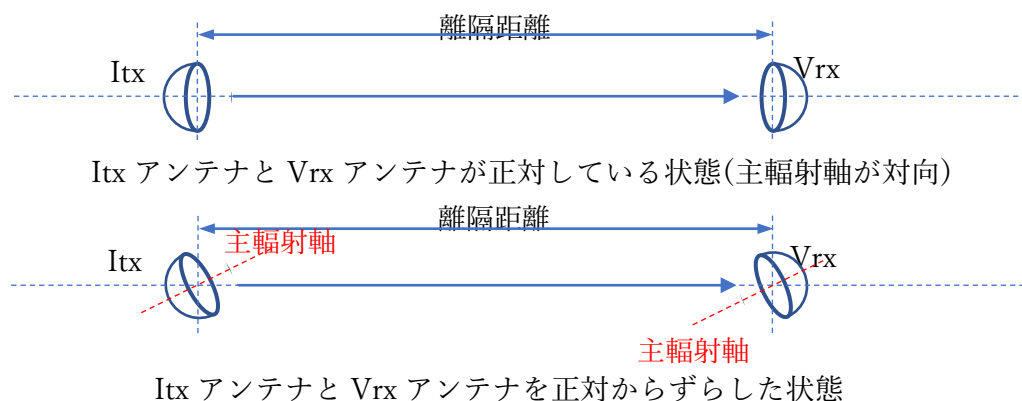 離隔距離
Itx
Vrx
Itx アンテナと Vrx アンテナが正対している状態(主輻射軸が対向)
離隔距離
主輻射軸
Itx
Vrx
主輻射軸
Itx アンテナと Vrx アンテナを正対からずらした状態